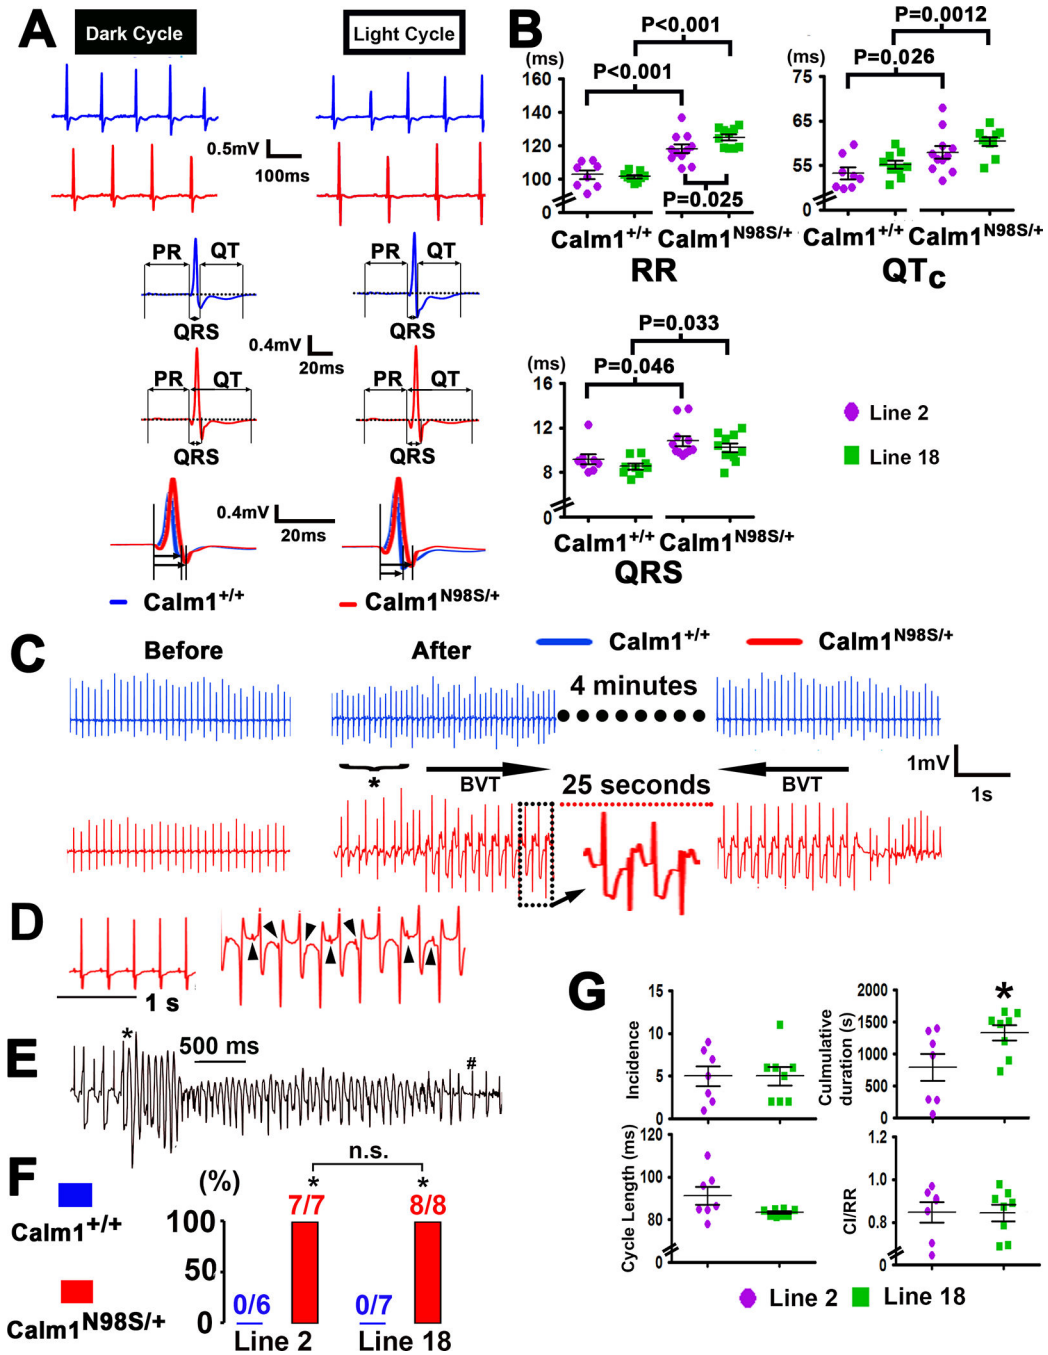 A
Dark Cycle
Light Cycle
0.5mV
100ms
PR QT
PR QT
QRS
QRS
0.4mV
20ms
PR QT
PR QT
QRS
QRS
0.4mV
20ms
Calm1+/+
Calm1N98S/+
B
(ms)
P<0.001
P<0.001
160
140
120
100
0
P=0.025
Calm1+/+ Calm1N98S/+
RR
(ms)
P=0.0012
P=0.026
75
65
55
0
Calm1+/+ Calm1N98S/+
QTC
(ms)
P=0.033
P=0.046
16
12
8
0
Calm1+/+ Calm1N98S/+
QRS
Line 2
Line 18
C
Before
After
Calm1+/+
Calm1N98S/+
4 minutes
1mV
1s
*
BVT
25 seconds
BVT
D
1 s
E
*
500 ms
#
F
Calm1+/+
Calm1N98S/+
(%)
n.s.
* *
7/7 8/8
100
50
0
0/6 0/7
Line 2 Line 18
G
Incidence
15
10
5
0
Culmulative
duration (s)
2000
1500
1000
500
0
*
Cycle Length (ms)
120
100
80
0
CI/RR
1.2
1.0
0.8
0
Line 2 Line 18